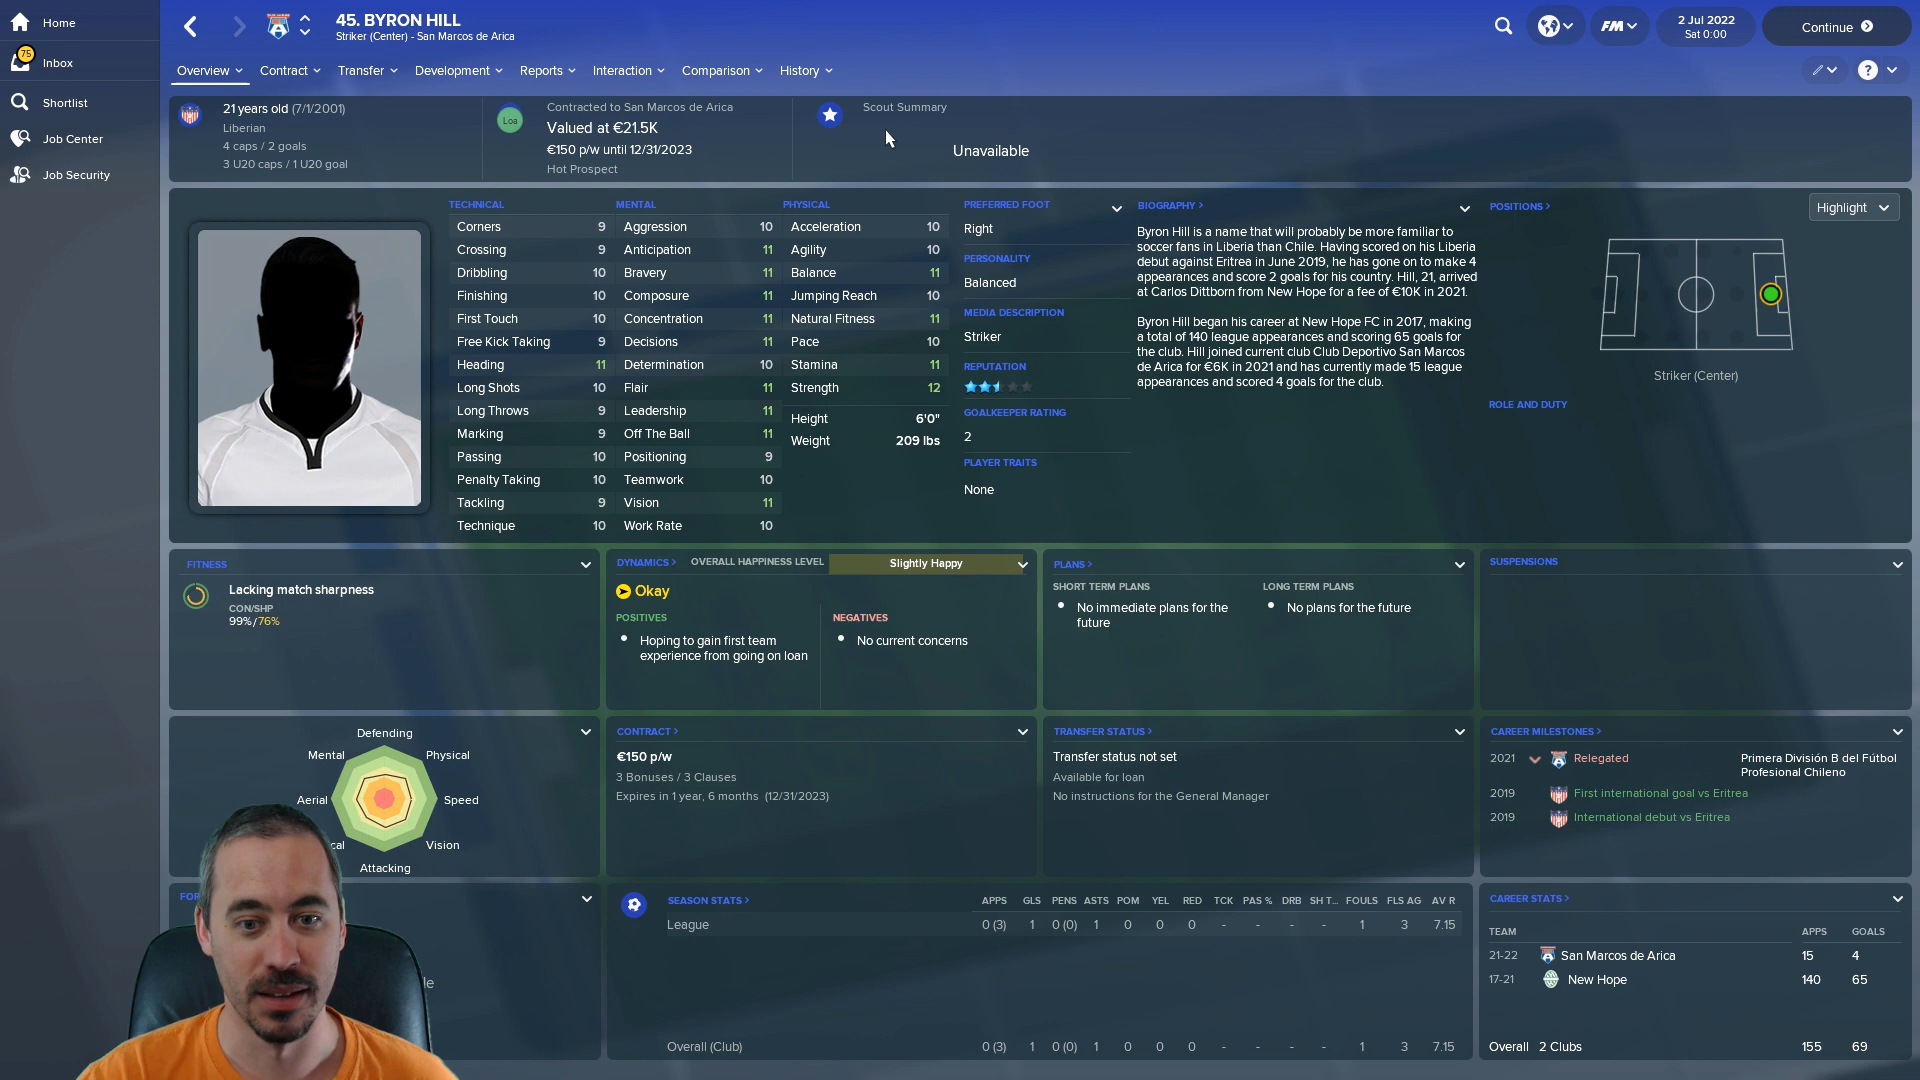 Home
75
Inbox
Shortlist
Job Center
Job Security
45. BYRON HILL
Striker (Center) - San Marcos de Arica
FM
2 Jul 2022
Sat 0:00
Continue
Overview
Contract
Transfer
Development
Reports
Interaction
Comparison
History
?
21 years old (7/1/2001)
Liberian
4 caps / 2 goals
3 U20 caps / 1 U20 goal
Loa
Contracted to San Marcos de Arica
Valued at €21.5K
€150 p/w until 12/31/2023
Hot Prospect
Scout Summary
Unavailable
TECHNICAL
Corners 9
Crossing 9
Dribbling 10
Finishing 10
First Touch 10
Free Kick Taking 9
Heading 11
Long Shots 10
Long Throws 9
Marking 9
Passing 10
Penalty Taking 10
Tackling 9
Technique 10
MENTAL
Aggression 10
Anticipation 11
Bravery 11
Composure 11
Concentration 11
Decisions 11
Determination 10
Flair 11
Leadership 11
Off The Ball 11
Positioning 9
Teamwork 10
Vision 11
Work Rate 10
PHYSICAL
Acceleration 10
Agility 10
Balance 11
Jumping Reach 10
Natural Fitness 11
Pace 10
Stamina 11
Strength 12
Height 6'0"
Weight 209 lbs
PREFERRED FOOT
Right
PERSONALITY
Balanced
MEDIA DESCRIPTION
Striker
REPUTATION
GOALKEEPER RATING
2
PLAYER TRAITS
None
BIOGRAPHY >
Byron Hill is a name that will probably be more familiar to
soccer fans in Liberia than Chile. Having scored on his Liberia
debut against Eritrea in June 2019, he has gone on to make 4
appearances and score 2 goals for his country. Hill, 21, arrived
at Carlos Dittborn from New Hope for a fee of €10K in 2021.
Byron Hill began his career at New Hope FC in 2017, making
a total of 140 league appearances and scoring 65 goals for
the club. Hill joined current club Club Deportivo San Marcos
de Arica for €6K in 2021 and has currently made 15 league
appearances and scored 4 goals for the club.
POSITIONS >
Highlight
Striker (Center)
ROLE AND DUTY
FITNESS
Lacking match sharpness
CON/SHP
99%/76%
DYNAMICS > OVERALL HAPPINESS LEVEL Slightly Happy
Okay
POSITIVES
Hoping to gain first team
experience from going on loan
NEGATIVES
No current concerns
PLANS >
SHORT TERM PLANS
No immediate plans for the
future
LONG TERM PLANS
No plans for the future
SUSPENSIONS
Defending
Mental
Physical
Aerial
Speed
cal
Vision
Attacking
CONTRACT >
€150 p/w
3 Bonuses / 3 Clauses
Expires in 1 year, 6 months (12/31/2023)
TRANSFER STATUS >
Transfer status not set
Available for loan
No instructions for the General Manager
CAREER MILESTONES >
2021 Relegated Primera División B del Fútbol
Profesional Chileno
2019 First international goal vs Eritrea
2019 International debut vs Eritrea
FOR
le
SEASON STATS > APPS GLS PENS ASTS POM YEL RED TCK PAS % DRB SH T... FOULS FLS AG AV R
League 0 (3) 1 0 (0) 1 0 0 0 - - - - 1 3 7.15
Overall (Club) 0 (3) 1 0 (0) 1 0 0 0 - - - - 1 3 7.15
CAREER STATS >
TEAM APPS GOALS
21-22 San Marcos de Arica 15 4
17-21 New Hope 140 65
Overall 2 Clubs 155 69